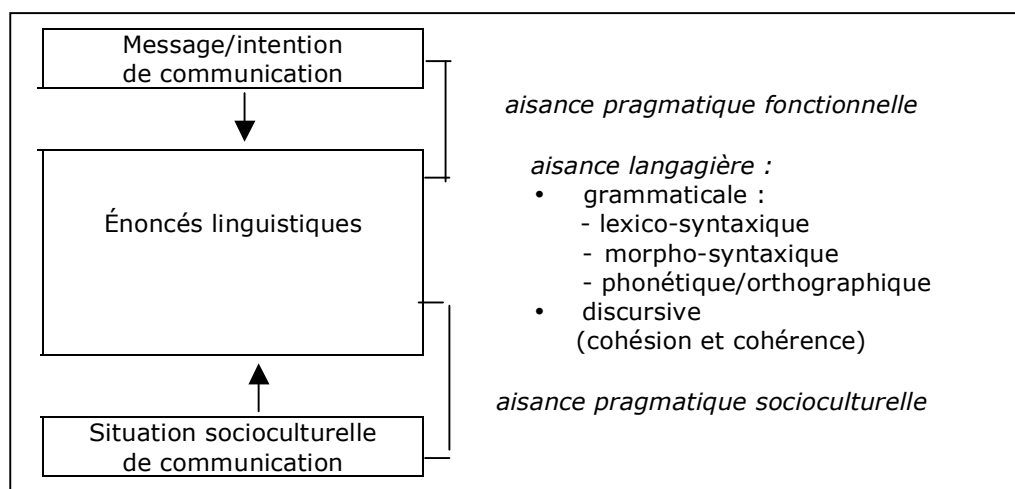 Message/intention
de communication
aisance pragmatique fonctionnelle
aisance langagière :
• grammaticale :
- lexico-syntaxique
- morpho-syntaxique
- phonétique/orthographique
• discursive
(cohésion et cohérence)
Énoncés linguistiques
aisance pragmatique socioculturelle
Situation socioculturelle
de communication